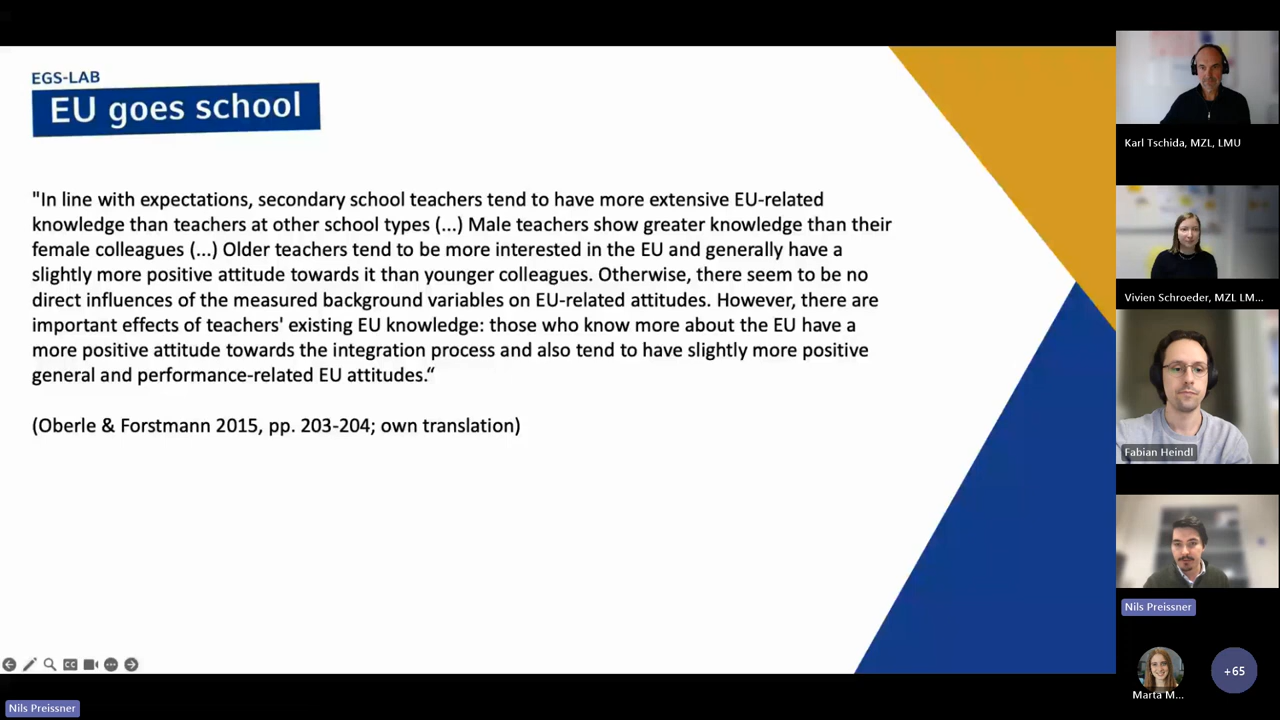 EGS-LAB
EU goes school
"In line with expectations, secondary school teachers tend to have more extensive EU-related
knowledge than teachers at other school types (...) Male teachers show greater knowledge than their
female colleagues (...) Older teachers tend to be more interested in the EU and generally have a
slightly more positive attitude towards it than younger colleagues. Otherwise, there seem to be no
direct influences of the measured background variables on EU-related attitudes. However, there are
important effects of teachers' existing EU knowledge: those who know more about the EU have a
more positive attitude towards the integration process and also tend to have slightly more positive
general and performance-related EU attitudes.“
(Oberle & Forstmann 2015, pp. 203-204; own translation)
CC
Nils Preissner
Karl Tschida, MZL, LMU
Vivien Schroeder, MZL LM...
Fabian Heindl
Nils Preissner
Marta M...
+65